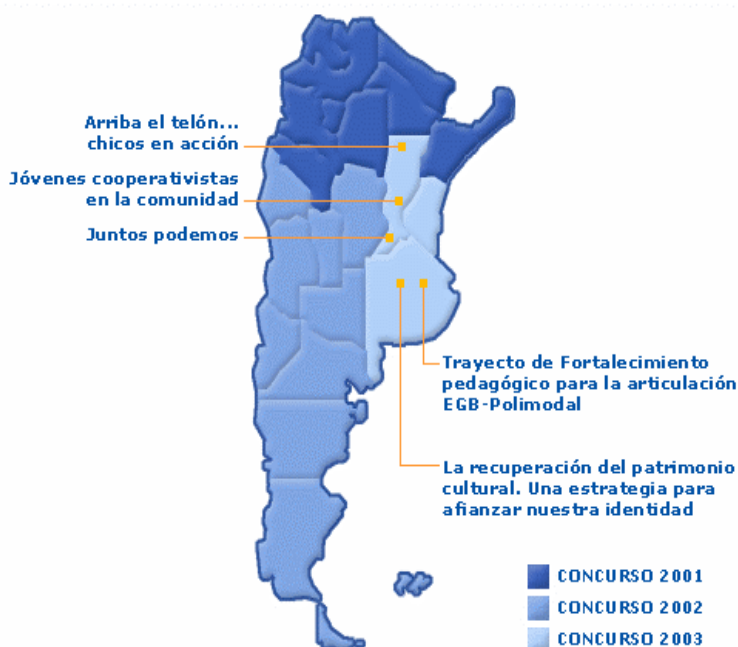 Arriba el telón...
chicos en acción
Jóvenes cooperativistas
en la comunidad
Juntos podemos
Trayecto de Fortalecimiento
pedagógico para la articulación
EGB-Polimodal
La recuperación del patrimonio
cultural. Una estrategia para
afianzar nuestra identidad
CONCURSO 2001
CONCURSO 2002
CONCURSO 2003